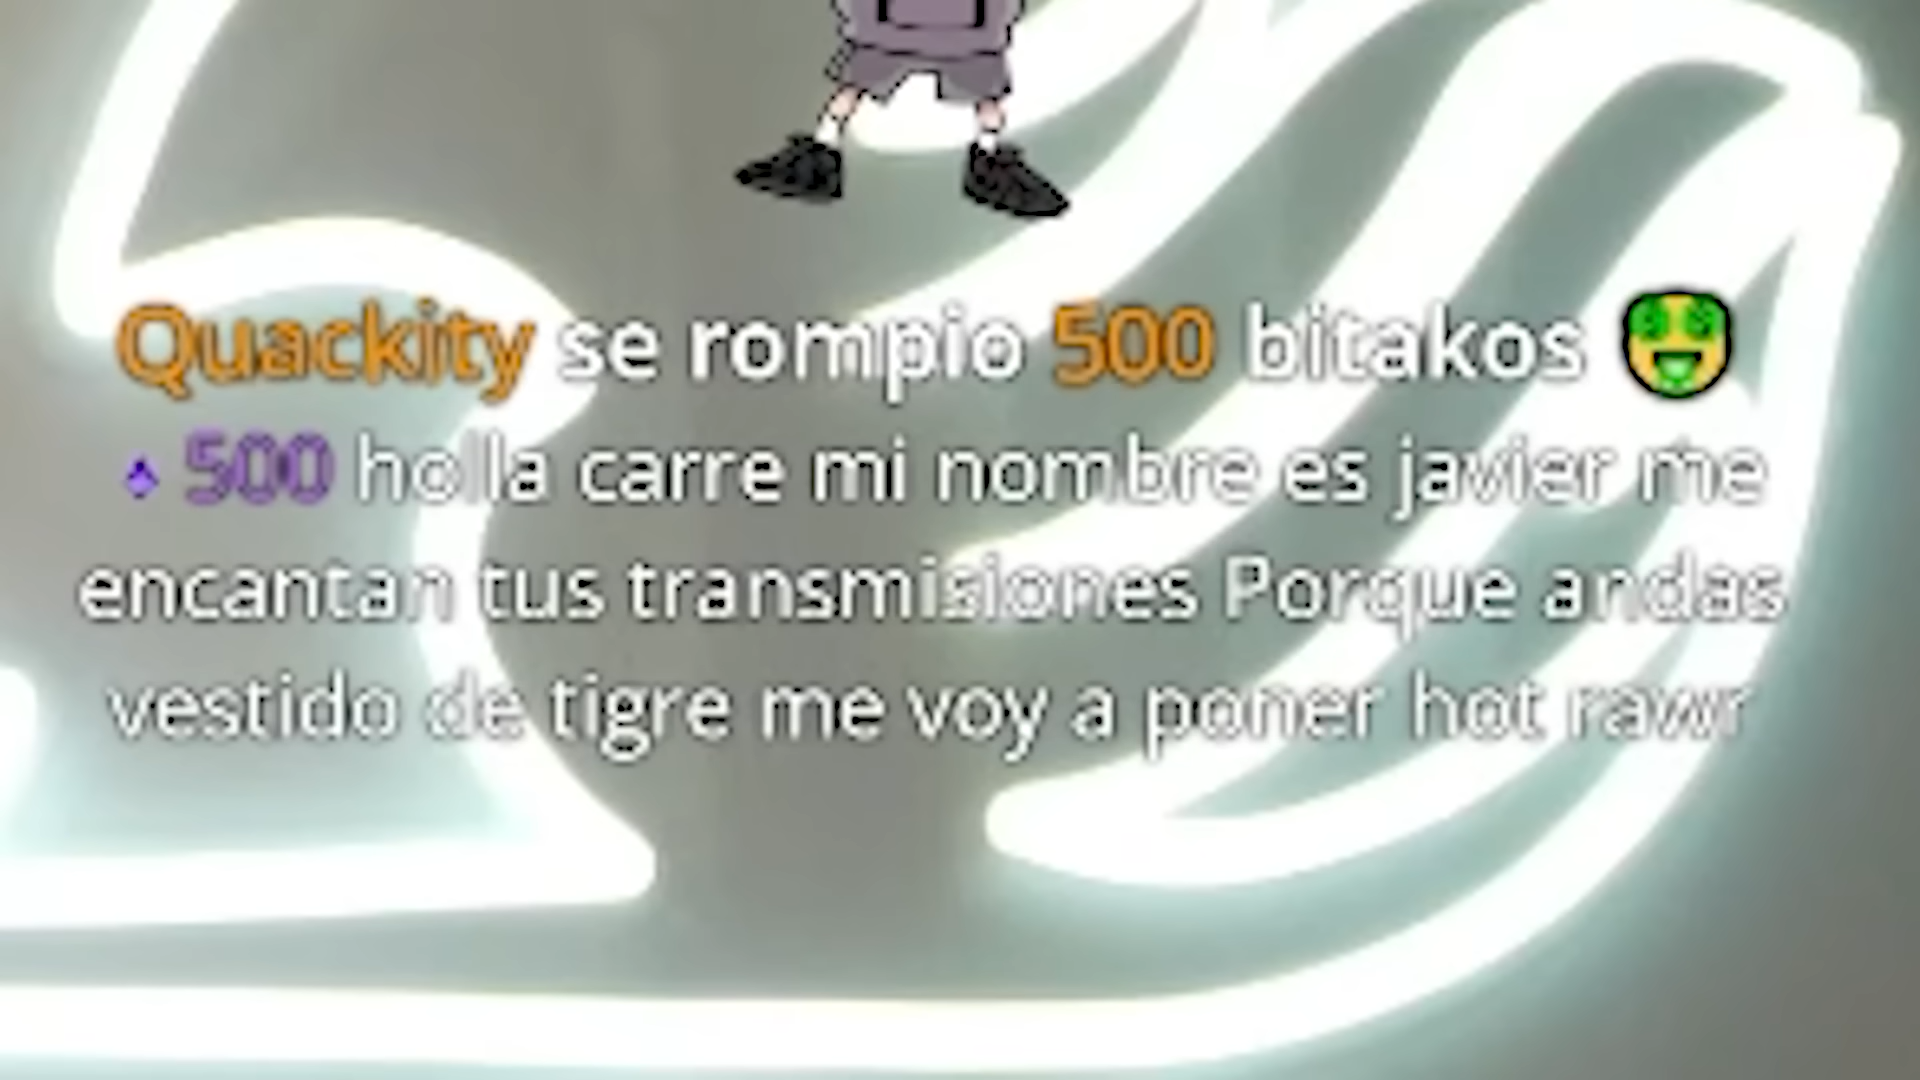 Quackity se rompio 500 bitakos 🤑
500 holla carre mi nombre es javier me
encantan tus transmisiones Porque andas
vestido de tigre me voy a poner hot rawr